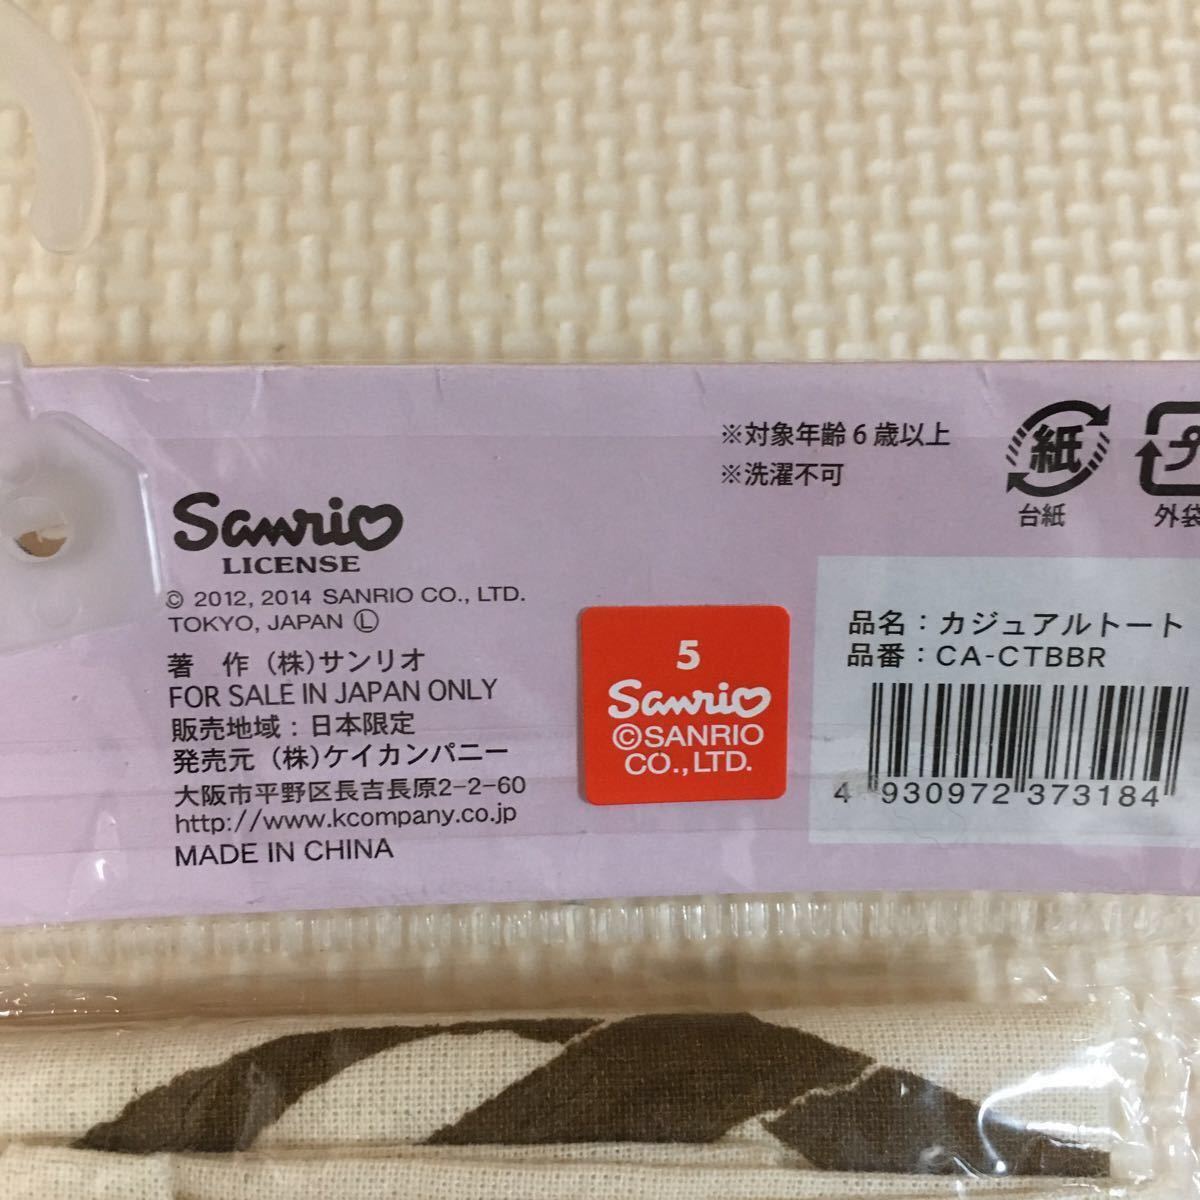 ※対象年齢6歳以上
※洗濯不可
紙
台紙
プ
外袋
Sanrio
LICENSE
© 2012, 2014 SANRIO CO., LTD.
TOKYO, JAPAN Ⓛ
著　作 (株)サンリオ
FOR SALE IN JAPAN ONLY
販売地域：日本限定
発売元 (株)ケイカンパニー
大阪市平野区長吉長原2-2-60
http://www.kcompany.co.jp
MADE IN CHINA
5
Sanrio
©SANRIO
CO.,LTD.
品名：カジュアルトート
品番：CA-CTBBR
4 930972 373184